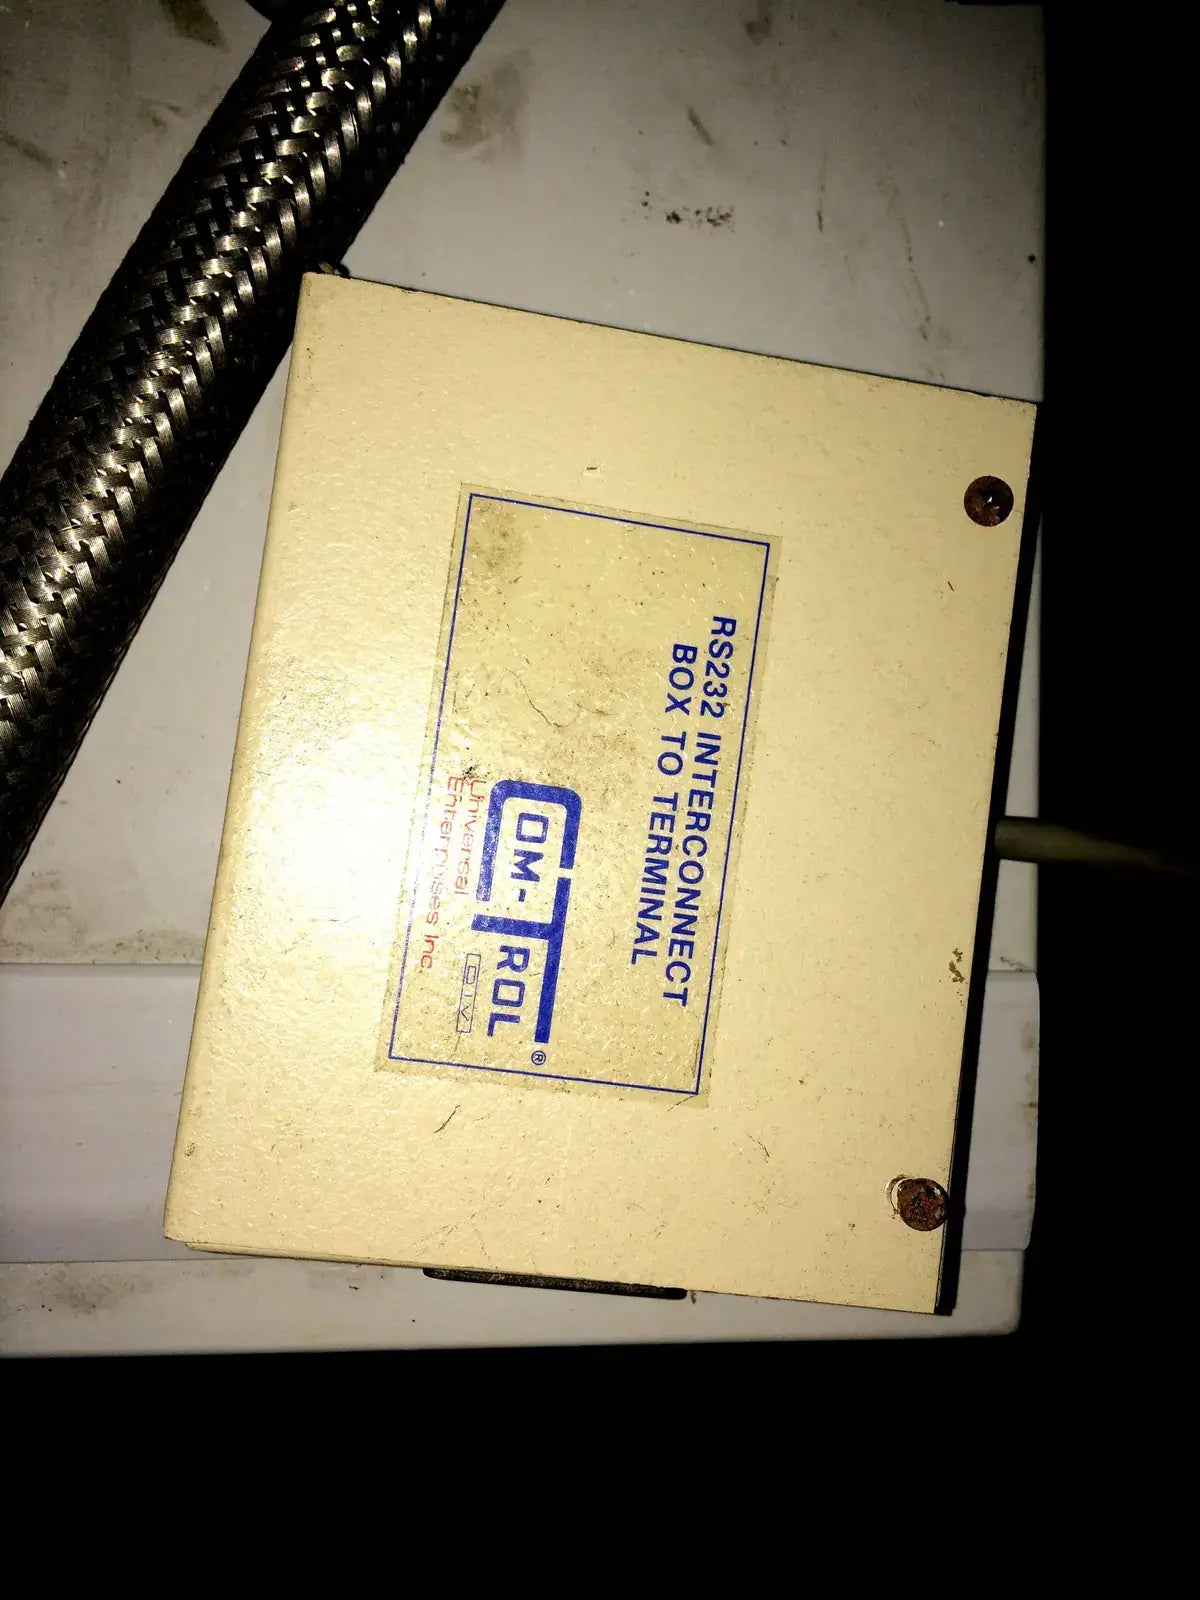 RS232 INTERCONNECT
BOX TO TERMINAL
COM-TROL ®
DIV
Universal
Enterprises Inc.